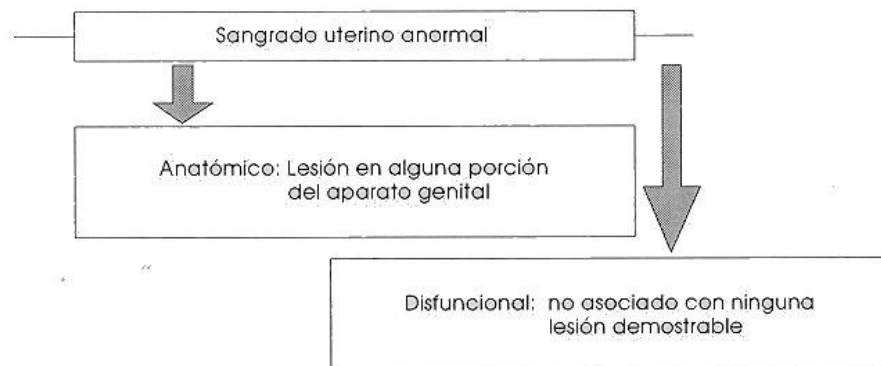 Sangrado uterino anormal
Anatómico: Lesión en alguna porción
del aparato genital
Disfuncional: no asociado con ninguna
lesión demostrable